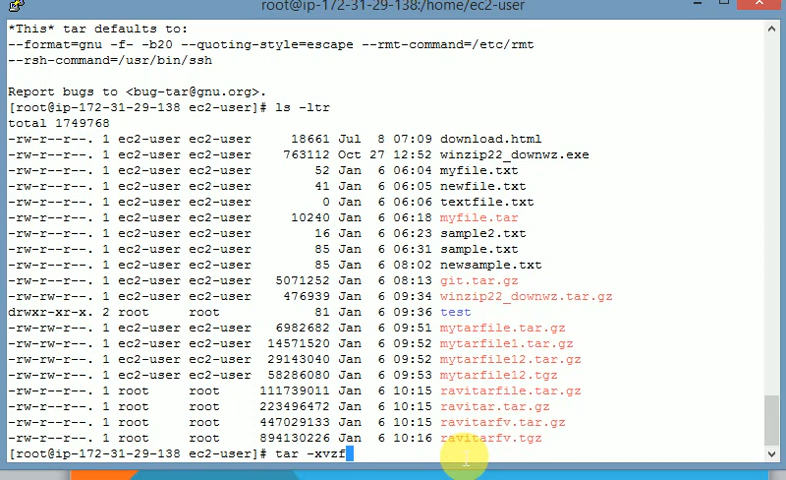 root@ip-172-31-29-138:/home/ec2-user
*This* tar defaults to:
--format=gnu -f- -b20 --quoting-style=escape --rmt-command=/etc/rmt
--rsh-command=/usr/bin/ssh
Report bugs to <bug-tar@gnu.org>.
[root@ip-172-31-29-138 ec2-user]# ls -ltr
total 1749768
-rw-r--r--. 1 ec2-user ec2-user 18661 Jul 8 07:09 download.html
-rw-r--r--. 1 ec2-user ec2-user 763112 Oct 27 12:52 winzip22_downwz.exe
-rw-r--r--. 1 ec2-user ec2-user 52 Jan 6 06:04 myfile.txt
-rw-r--r--. 1 ec2-user ec2-user 41 Jan 6 06:05 newfile.txt
-rw-r--r--. 1 ec2-user ec2-user 0 Jan 6 06:06 textfile.txt
-rw-r--r--. 1 ec2-user ec2-user 10240 Jan 6 06:18 myfile.tar
-rw-r--r--. 1 ec2-user ec2-user 16 Jan 6 06:23 sample2.txt
-rw-r--r--. 1 ec2-user ec2-user 85 Jan 6 06:31 sample.txt
-rw-r--r--. 1 ec2-user ec2-user 85 Jan 6 08:02 newsample.txt
-rw-rw-r--. 1 ec2-user ec2-user 5071252 Jan 6 08:13 git.tar.gz
-rw-rw-r--. 1 ec2-user ec2-user 476939 Jan 6 09:34 winzip22_downwz.tar.gz
drwxr-xr-x. 2 root root 81 Jan 6 09:36 test
-rw-rw-r--. 1 ec2-user ec2-user 6982682 Jan 6 09:51 mytarfile.tar.gz
-rw-rw-r--. 1 ec2-user ec2-user 14571520 Jan 6 09:52 mytarfile1.tar.gz
-rw-rw-r--. 1 ec2-user ec2-user 29143040 Jan 6 09:52 mytarfile12.tar.gz
-rw-rw-r--. 1 ec2-user ec2-user 58286080 Jan 6 09:53 mytarfile12.tgz
-rw-r--r--. 1 root root 111739011 Jan 6 10:15 ravitarfile.tar.gz
-rw-r--r--. 1 root root 223496472 Jan 6 10:15 ravitar.tar.gz
-rw-r--r--. 1 root root 447029133 Jan 6 10:15 ravitarfv.tar.gz
-rw-r--r--. 1 root root 894130226 Jan 6 10:16 ravitarfv.tgz
[root@ip-172-31-29-138 ec2-user]# tar -xvzf